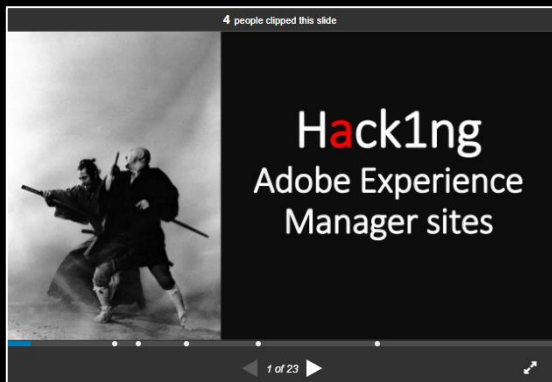 4 people clipped this slide
Hack1ng
Adobe Experience
Manager sites
1 of 23